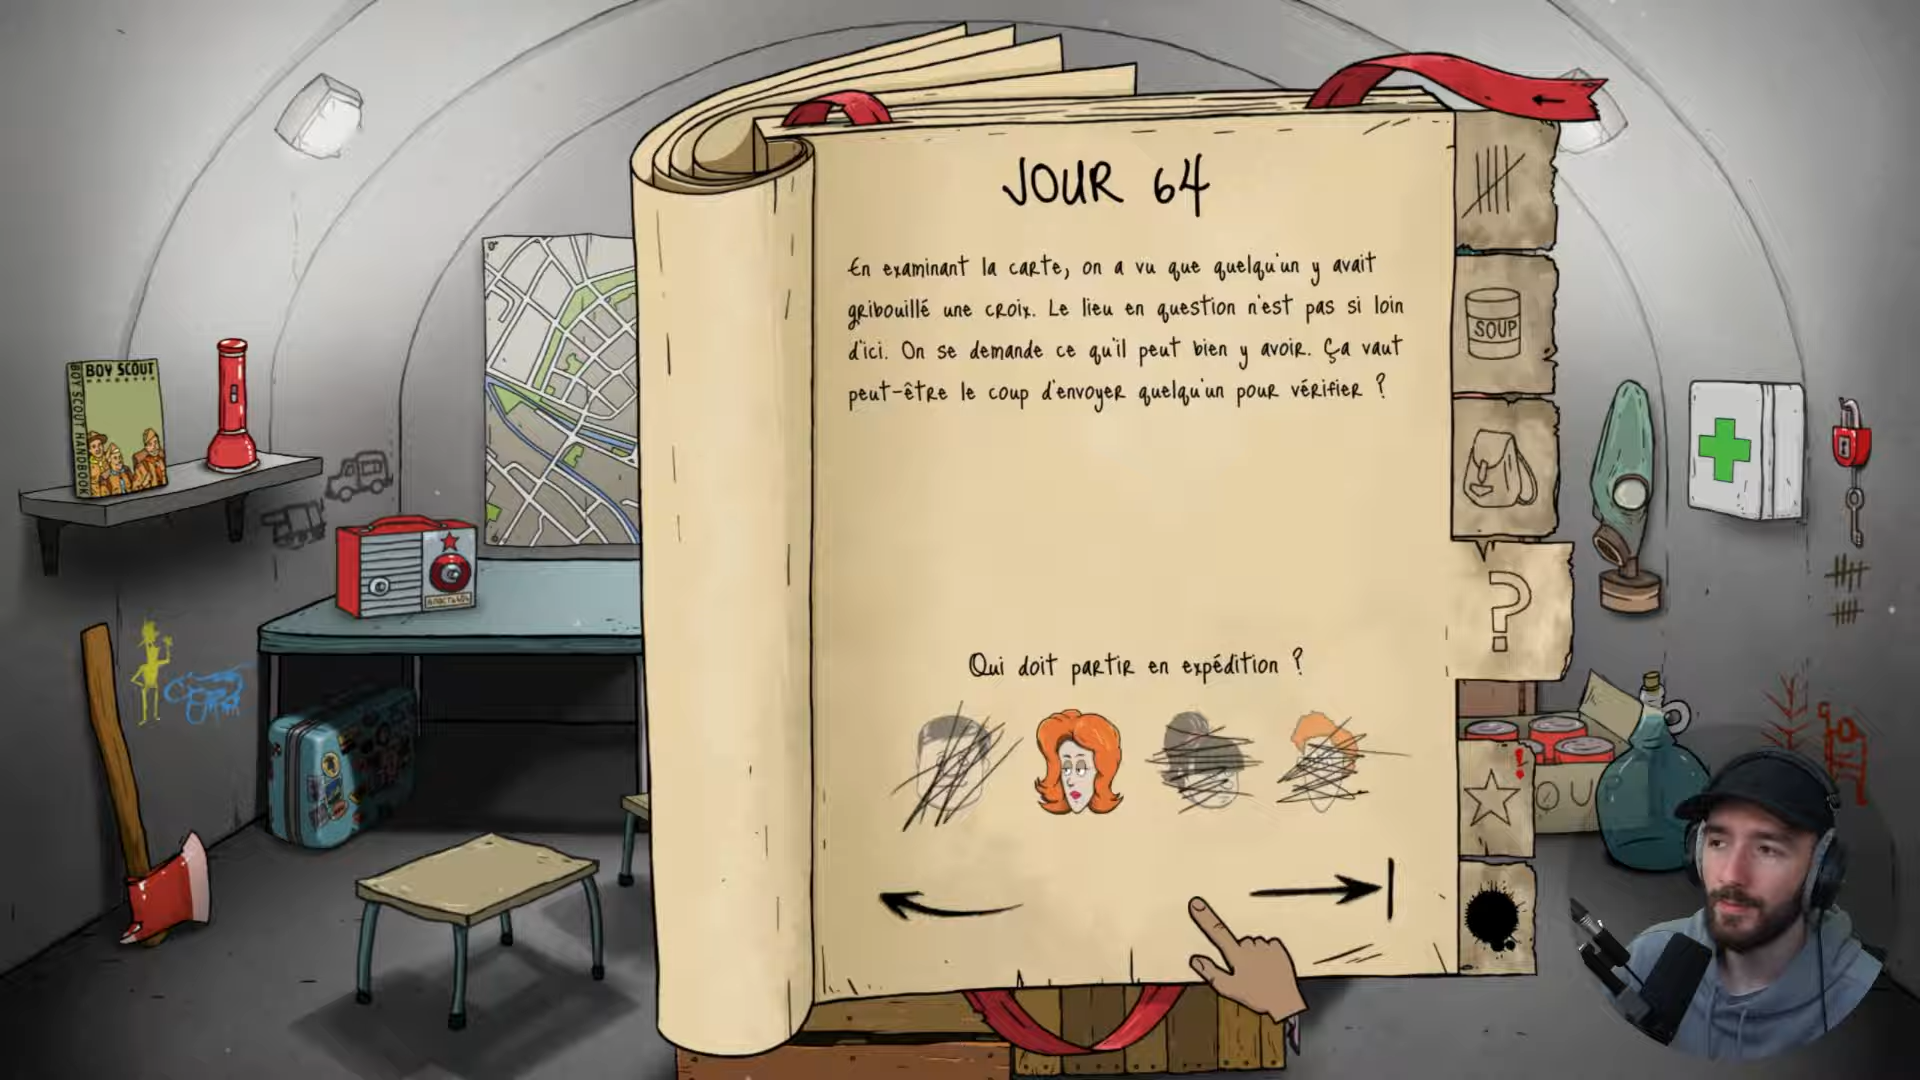 JOUR 64
En examinant la carte, on a vu que quelqu'un y avait
gribouillé une croix. Le lieu en question n'est pas si loin
d'ici. On se demande ce qu'il peut bien y avoir. Ça vaut
peut-être le coup d'envoyer quelqu'un pour vérifier ?
Qui doit partir en expédition ?
SOUP
?
!
BOY SCOUT
BOY SCOUT HANDBOOK
OU